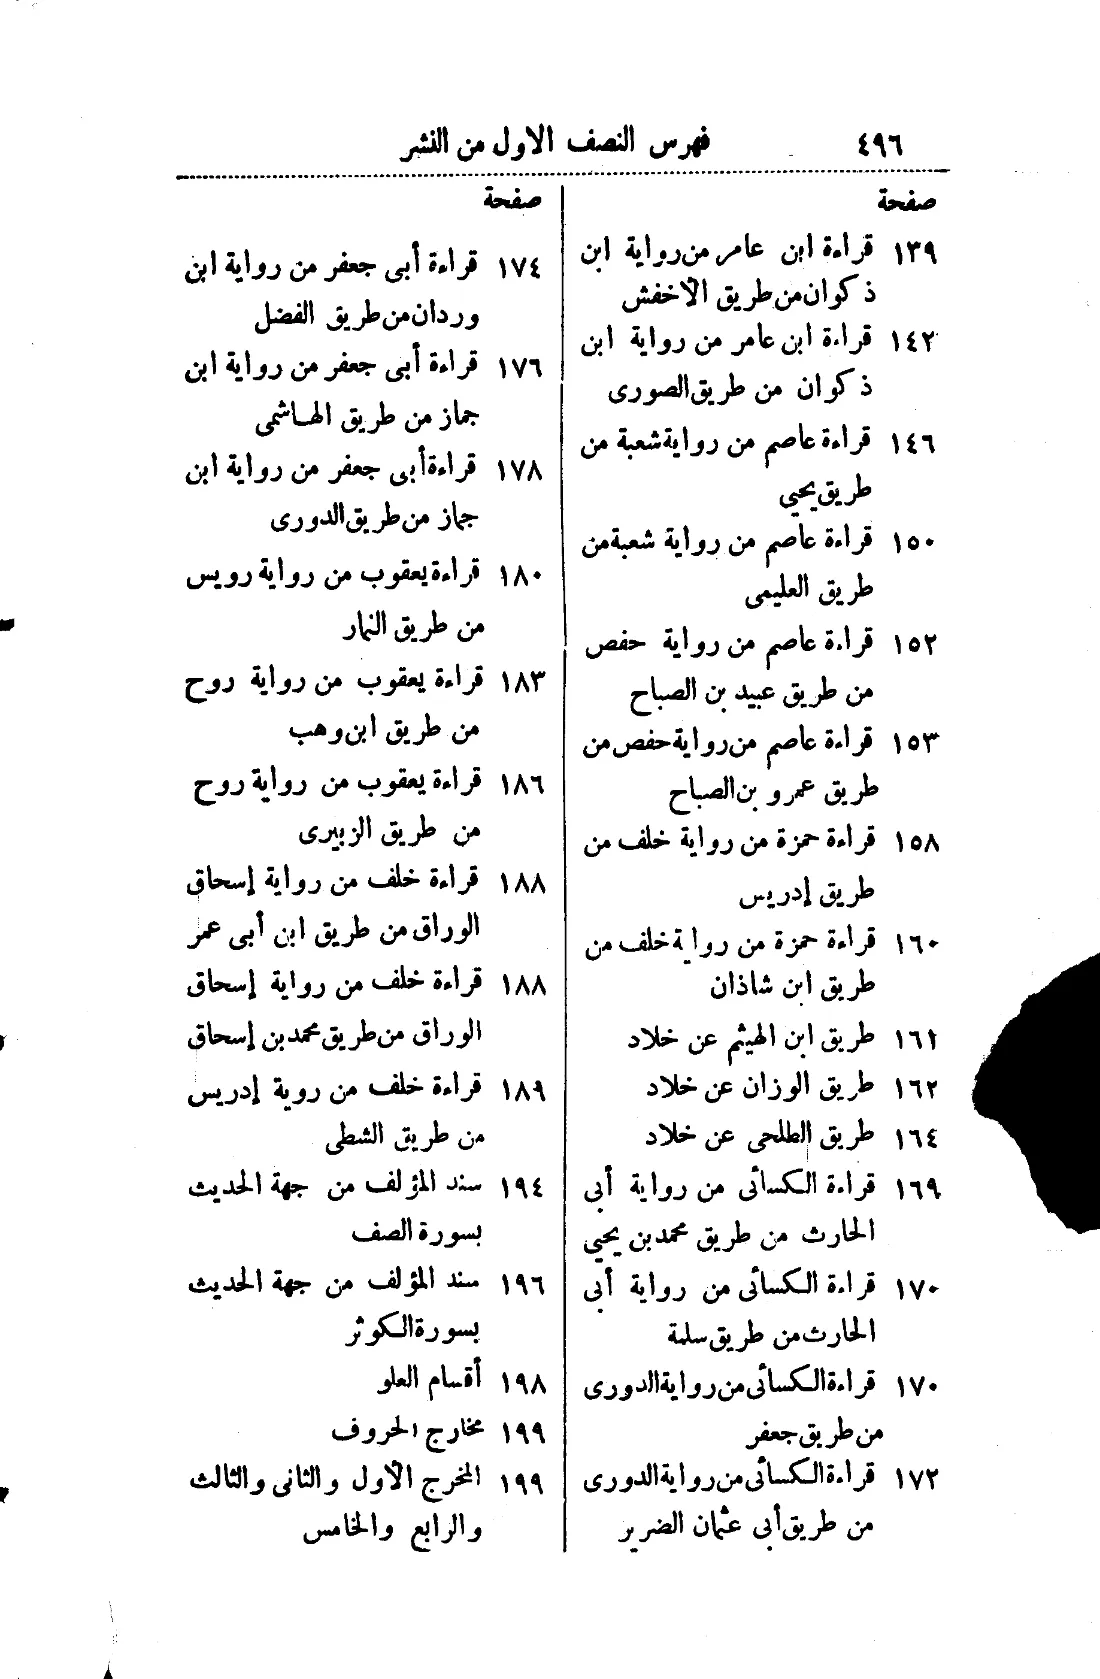 ٤٩٦ فهرس النصف الاول من النشر
صفحة
١٣٩ قراءة ابن عامر من رواية ابن
ذكوان من طريق الاخفش
١٤٢ قراءة ابن عامر من رواية ابن
ذكوان من طريق الصورى
١٤٦ قراءة عاصم من رواية شعبة من
طريق يحيى
١٥٠ قراءة عاصم من رواية شعبة من
طريق العليمى
١٥٢ قراءة عاصم من رواية حفص
من طريق عبيد بن الصباح
١٥٣ قراءة عاصم من رواية حفص من
طريق عمرو بن الصباح
١٥٨ قراءة حمزة من رواية خلف من
طريق إدريس
١٦٠ قراءة حمزة من رواية خلف من
طريق ابن شاذان
١٦١ طريق ابن الهيثم عن خلاد
١٦٢ طريق الوزان عن خلاد
١٦٤ طريق الطلحى عن خلاد
١٦٩ قراءة الكسائى من رواية أبى
الحارث من طريق محمد بن يحيى
١٧٠ قراءة الكسائى من رواية أبى
الحارث من طريق سلمة
١٧٠ قراءة الكسائى من رواية الدورى
من طريق جعفر
١٧٢ قراءة الكسائى من رواية الدورى
من طريق أبى عثمان الضرير
صفحة
١٧٤ قراءة أبى جعفر من رواية ابن
وردان من طريق الفضل
١٧٦ قراءة أبى جعفر من رواية ابن
جماز من طريق الهاشمى
١٧٨ قراءة أبى جعفر من رواية ابن
جماز من طريق الدورى
١٨٠ قراءة يعقوب من رواية رويس
من طريق التمار
١٨٣ قراءة يعقوب من رواية روح
من طريق ابن وهب
١٨٦ قراءة يعقوب من رواية روح
من طريق الزبيرى
١٨٨ قراءة خلف من رواية إسحاق
الوراق من طريق ابن أبى عمر
١٨٨ قراءة خلف من رواية إسحاق
الوراق من طريق محمد بن إسحاق
١٨٩ قراءة خلف من روية إدريس
من طريق الشطى
١٩٤ سند المؤلف من جهة الحديث
بسورة الصف
١٩٦ سند المؤلف من جهة الحديث
بسورة الكوثر
١٩٨ أقسام العلو
١٩٩ مخارج الحروف
١٩٩ المخرج الأول والثانى والثالث
والرابع والخامس